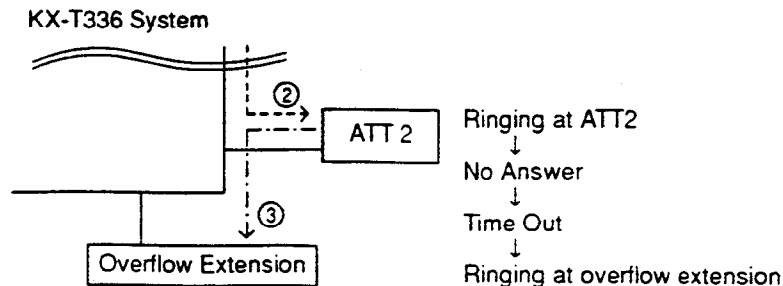 KX-T336 System
②
ATT 2
③
Overflow Extension
Ringing at ATT2
↓
No Answer
↓
Time Out
↓
Ringing at overflow extension